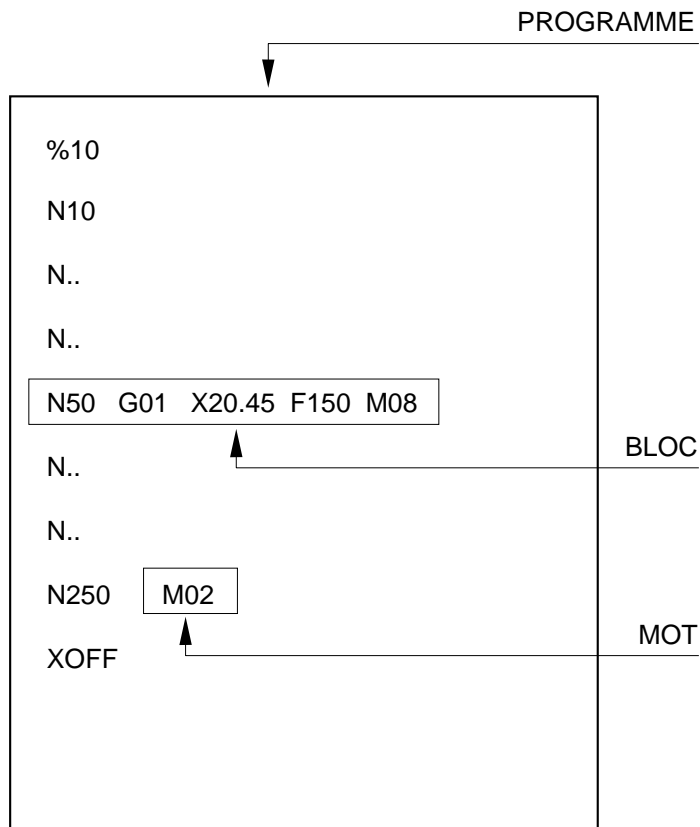 PROGRAMME
%10
N10
N..
N..
N50 G01 X20.45 F150 M08
BLOC
N..
N..
N250 M02
MOT
XOFF